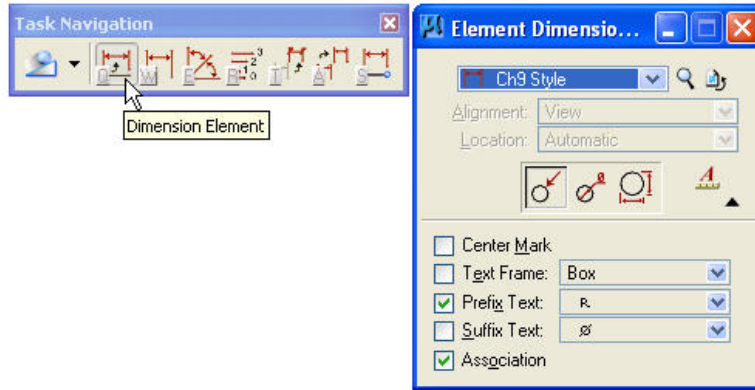 Task Navigation
Q W E R T A S
Dimension Element
Element Dimensio...
Ch9 Style
Alignment: View
Location: Automatic
A
Center Mark
Text Frame: Box
Prefix Text: R
Suffix Text: Ø
Association